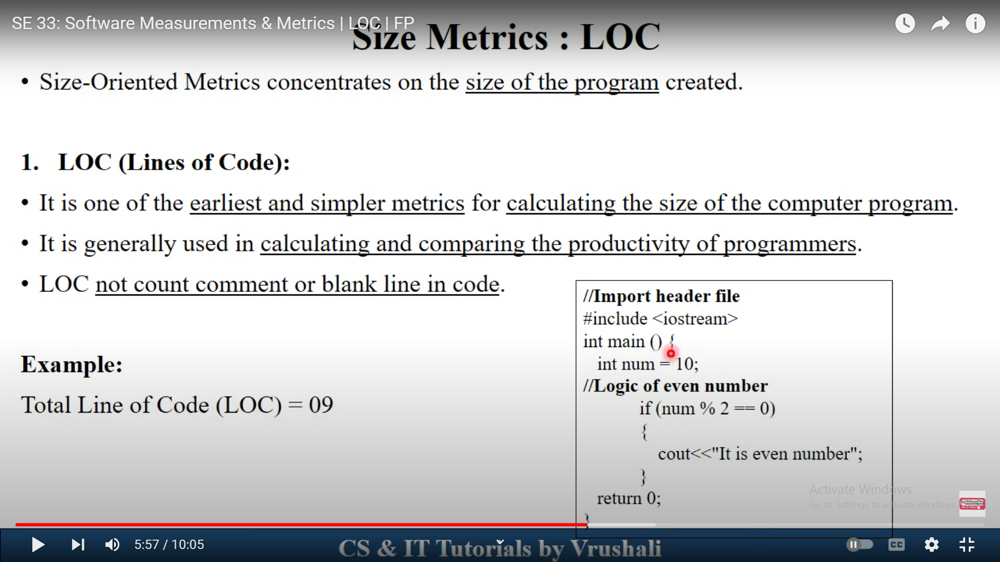 SE 33: Software Measurements & Metrics | LOC | FP
Size Metrics : LOC
• Size-Oriented Metrics concentrates on the size of the program created.
1. LOC (Lines of Code):
• It is one of the earliest and simpler metrics for calculating the size of the computer program.
• It is generally used in calculating and comparing the productivity of programmers.
• LOC not count comment or blank line in code.
Example:
Total Line of Code (LOC) = 09
//Import header file
#include <iostream>
int main () {
int num = 10;
//Logic of even number
if (num % 2 == 0)
{
cout<<"It is even number";
}
return 0;
}
Activate Windows
Go to Settings to activate Windows.
Subscribe
5:57 / 10:05
CS & IT Tutorials by Vrushali
CC